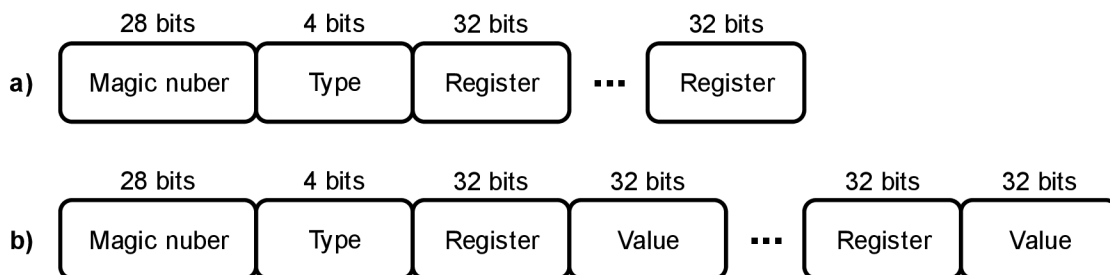 28 bits 4 bits 32 bits 32 bits
a) Magic nuber Type Register ... Register
28 bits 4 bits 32 bits 32 bits 32 bits 32 bits
b) Magic nuber Type Register Value ... Register Value